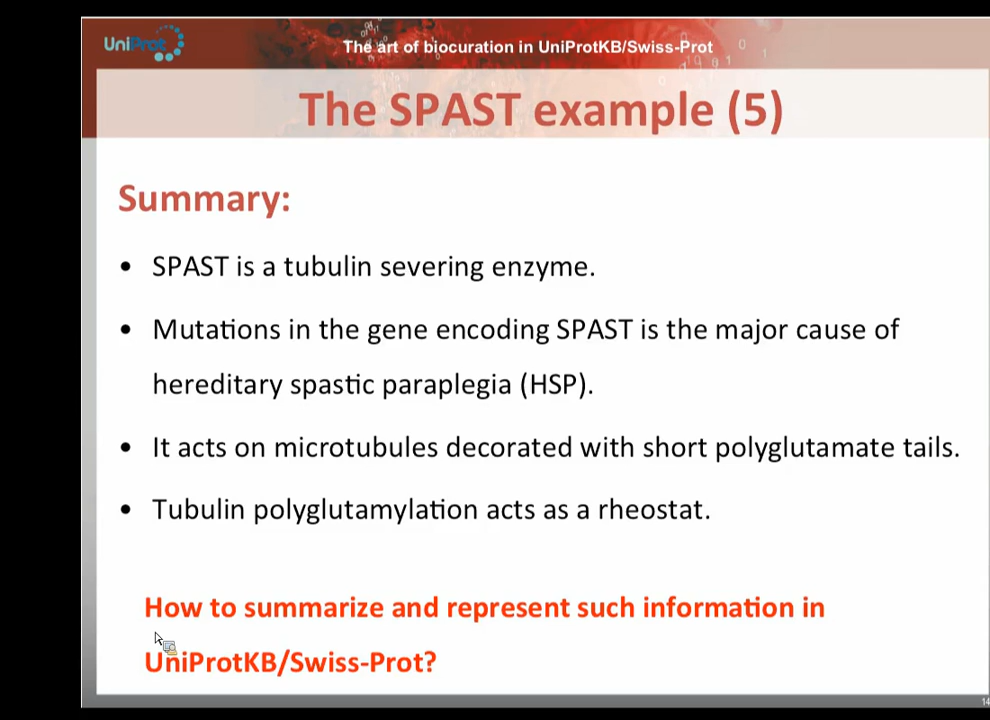 UniProt
The art of biocuration in UniProtKB/Swiss-Prot
The SPAST example (5)
Summary:
• SPAST is a tubulin severing enzyme.
• Mutations in the gene encoding SPAST is the major cause of
hereditary spastic paraplegia (HSP).
• It acts on microtubules decorated with short polyglutamate tails.
• Tubulin polyglutamylation acts as a rheostat.
How to summarize and represent such information in
UniProtKB/Swiss-Prot?
14